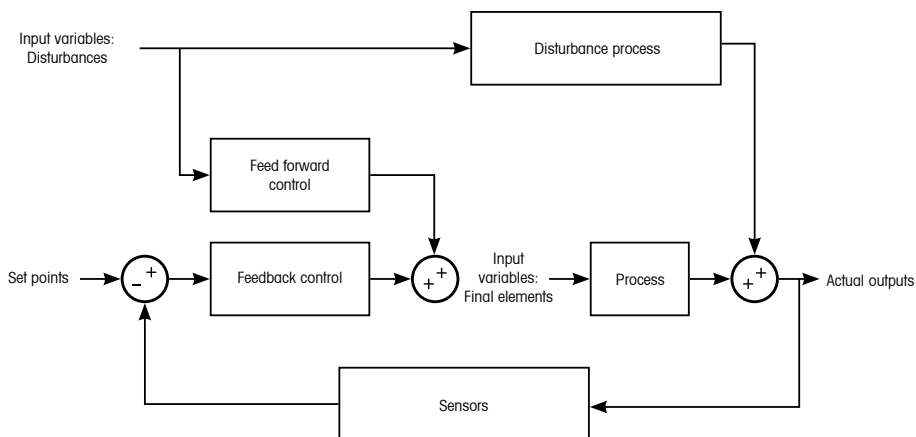 Input variables:
Disturbances
Disturbance process
Feed forward
control
Set points
+
−
Feedback control
+
+
Input
variables:
Final elements
Process
+
+
Actual outputs
Sensors